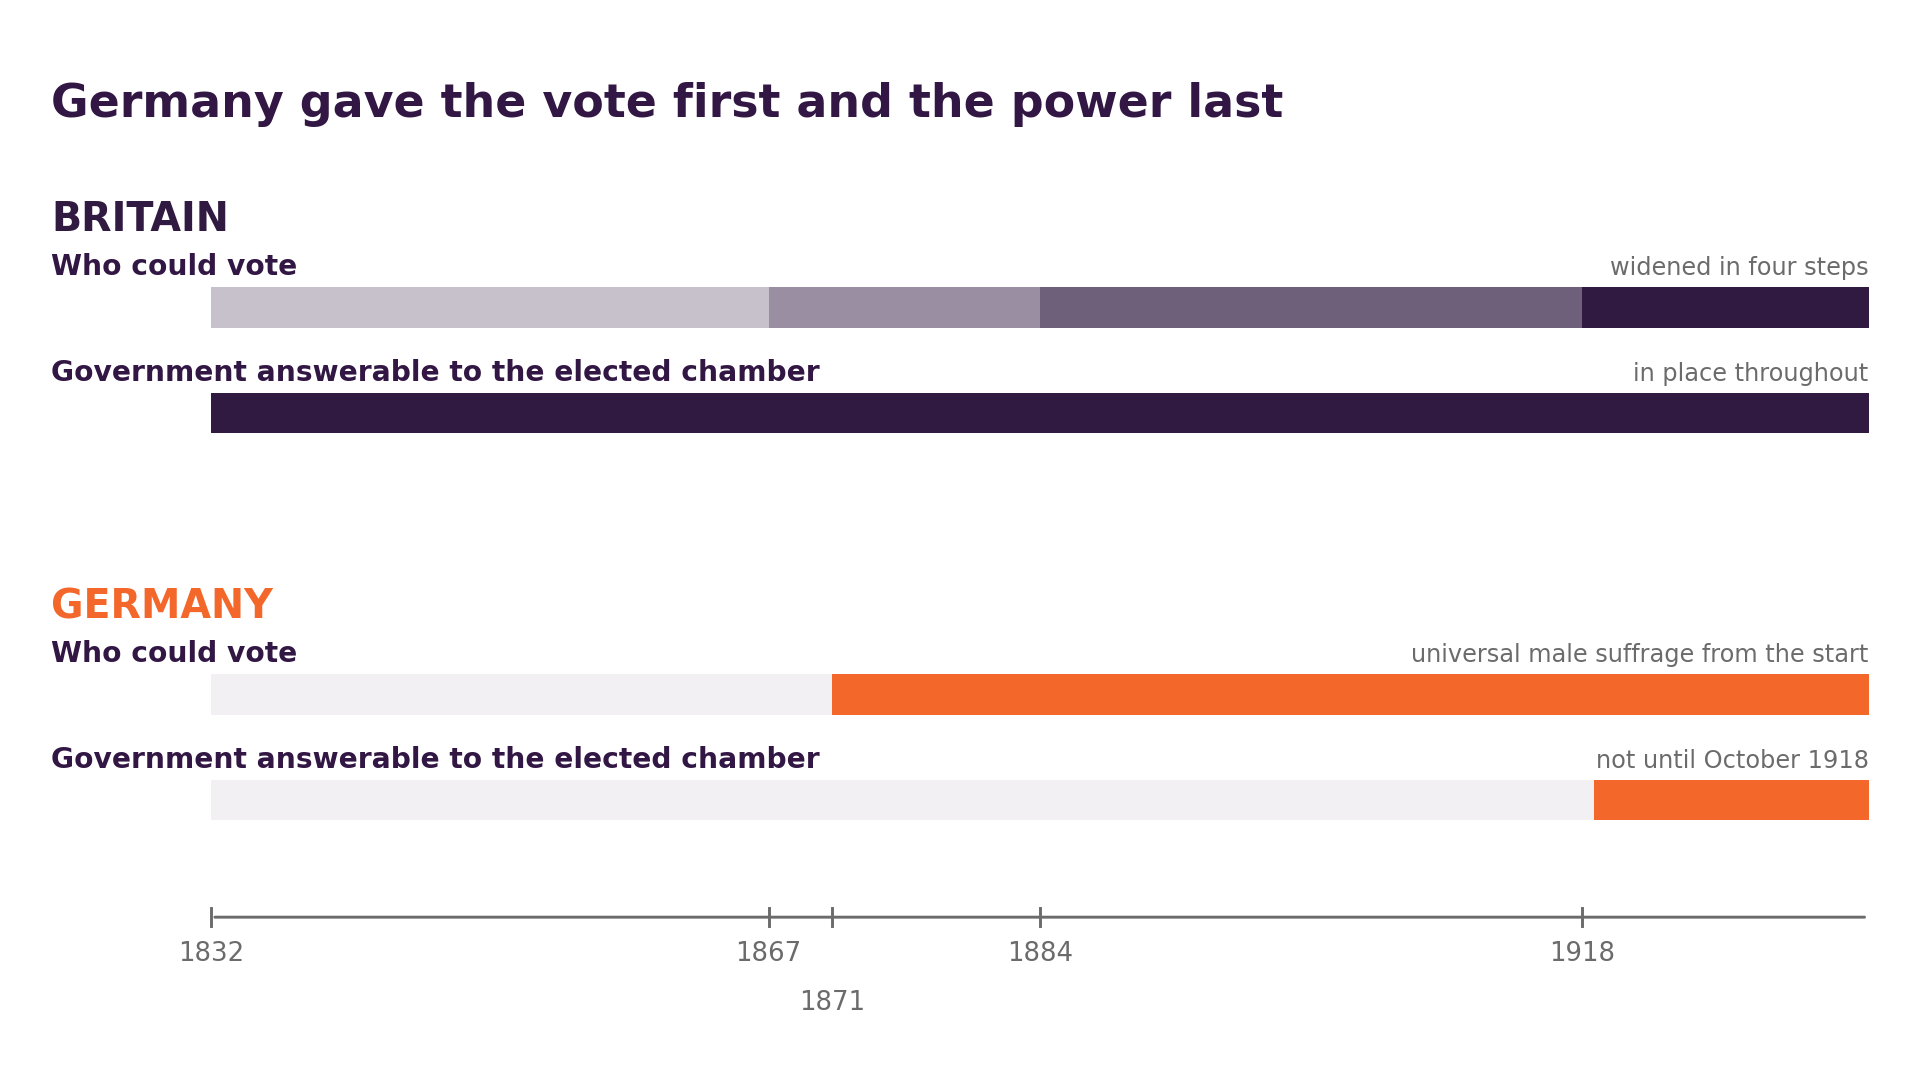 Germany gave the vote first and the power last
BRITAIN
Who could vote
widened in four steps
Government answerable to the elected chamber
in place throughout
GERMANY
Who could vote
universal male suffrage from the start
Government answerable to the elected chamber
not until October 1918
1832
1867
1884
1918
1871